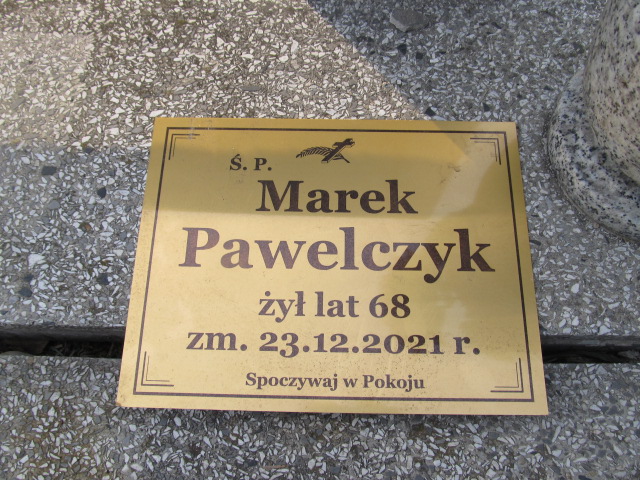 Ś. P.
Marek
Pawelczyk
żył lat 68
zm. 23.12.2021 r.
Spoczywaj w Pokoju